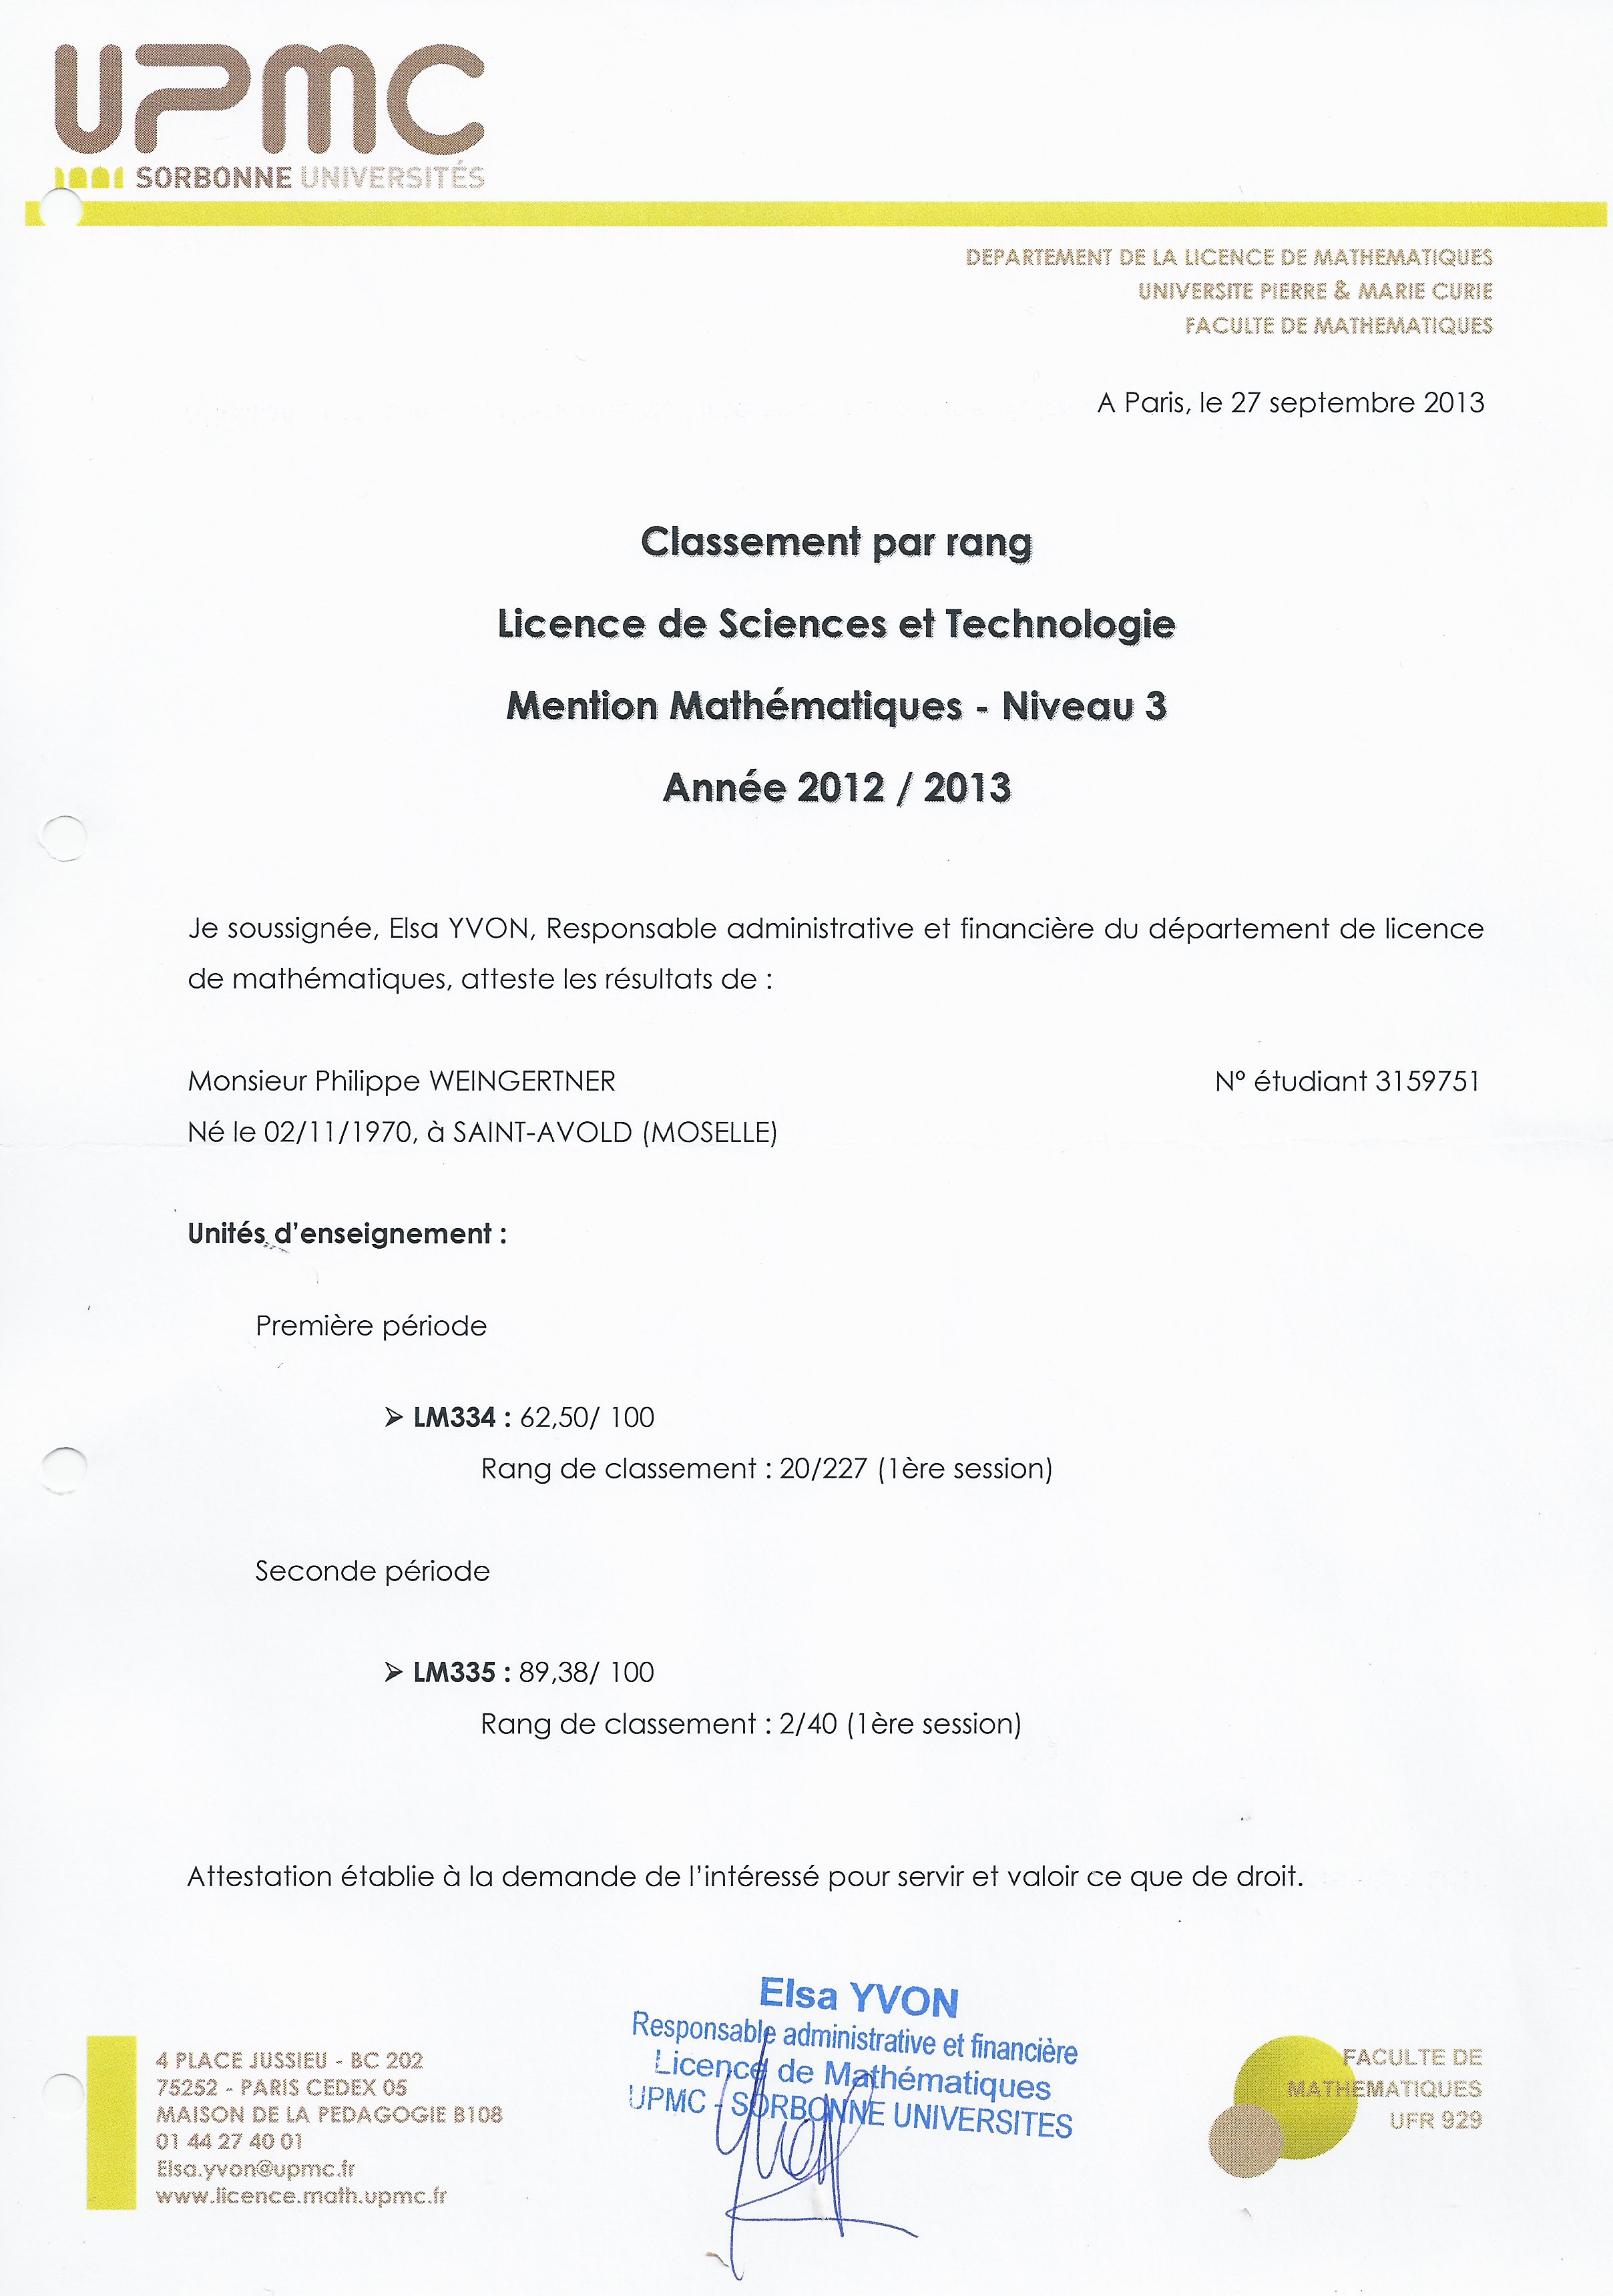 UPMC
SORBONNE UNIVERSITÉS
DEPARTEMENT DE LA LICENCE DE MATHEMATIQUES
UNIVERSITE PIERRE & MARIE CURIE
FACULTE DE MATHEMATIQUES
A Paris, le 27 septembre 2013
Classement par rang
Licence de Sciences et Technologie
Mention Mathématiques - Niveau 3
Année 2012 / 2013
Je soussignée, Elsa YVON, Responsable administrative et financière du département de licence
de mathématiques, atteste les résultats de :
Monsieur Philippe WEINGERTNER N° étudiant 3159751
Né le 02/11/1970, à SAINT-AVOLD (MOSELLE)
Unités d'enseignement :
Première période
➢ LM334 : 62,50/ 100
Rang de classement : 20/227 (1ère session)
Seconde période
➢ LM335 : 89,38/ 100
Rang de classement : 2/40 (1ère session)
Attestation établie à la demande de l'intéressé pour servir et valoir ce que de droit.
Elsa YVON
Responsable administrative et financière
Licence de Mathématiques
UPMC - SORBONNE UNIVERSITES
4 PLACE JUSSIEU - BC 202
75252 - PARIS CEDEX 05
MAISON DE LA PEDAGOGIE B108
01 44 27 40 01
Elsa.yvon@upmc.fr
www.licence.math.upmc.fr
FACULTE DE
MATHEMATIQUES
UFR 929